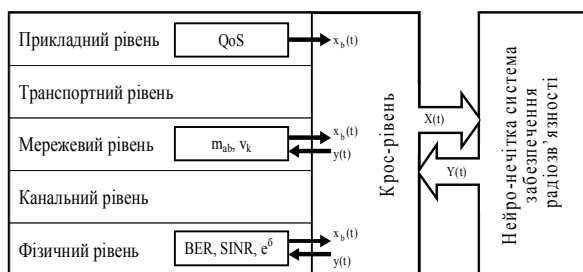 Прикладний рівень
QoS
x_b(t)
Транспортний рівень
Мережевий рівень
m_ab, v_k
x_b(t)
y(t)
Канальний рівень
Фізичний рівень
BER, SINR, e^б
x_b(t)
y(t)
Крос-рівень
X(t)
Y(t)
Нейро-нечітка система
забезпечення
радіозв’язності